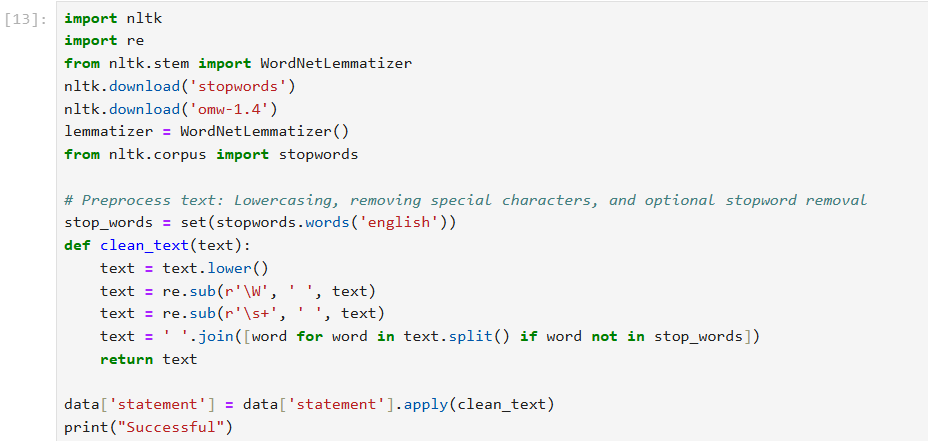 [13]:
import nltk
import re
from nltk.stem import WordNetLemmatizer
nltk.download('stopwords')
nltk.download('omw-1.4')
lemmatizer = WordNetLemmatizer()
from nltk.corpus import stopwords

# Preprocess text: Lowercasing, removing special characters, and optional stopword removal
stop_words = set(stopwords.words('english'))
def clean_text(text):
    text = text.lower()
    text = re.sub(r'\W', ' ', text)
    text = re.sub(r'\s+', ' ', text)
    text = ' '.join([word for word in text.split() if word not in stop_words])
    return text

data['statement'] = data['statement'].apply(clean_text)
print("Successful")